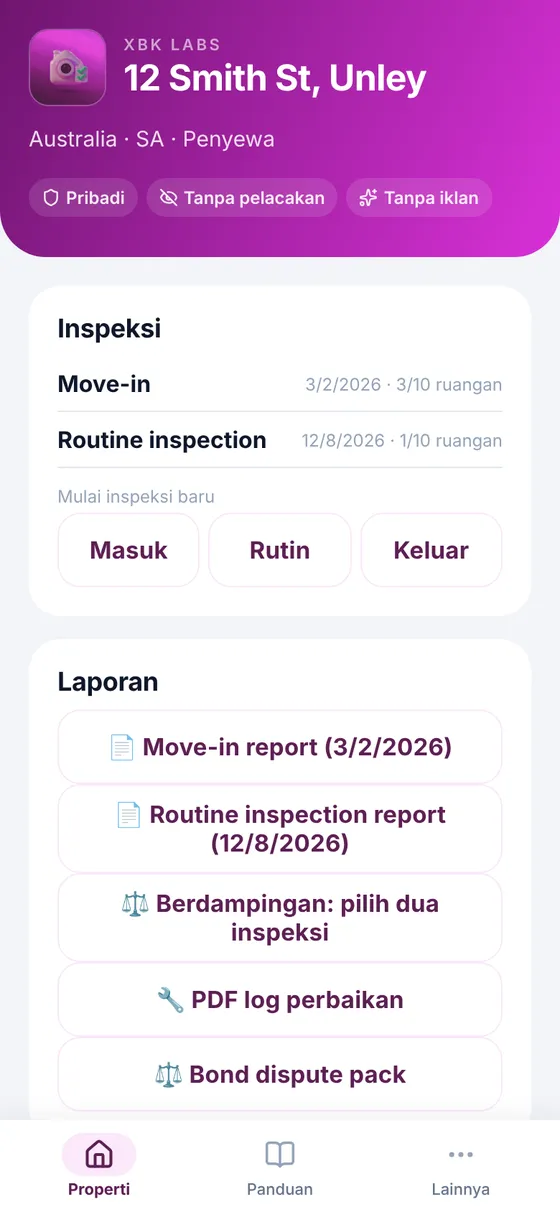 XBK LABS
12 Smith St, Unley
Australia · SA · Penyewa
Pribadi
Tanpa pelacakan
Tanpa iklan
Inspeksi
Move-in 3/2/2026 · 3/10 ruangan
Routine inspection 12/8/2026 · 1/10 ruangan
Mulai inspeksi baru
Masuk
Rutin
Keluar
Laporan
Move-in report (3/2/2026)
Routine inspection report
(12/8/2026)
Berdampingan: pilih dua
inspeksi
PDF log perbaikan
Bond dispute pack
Properti
Panduan
Lainnya